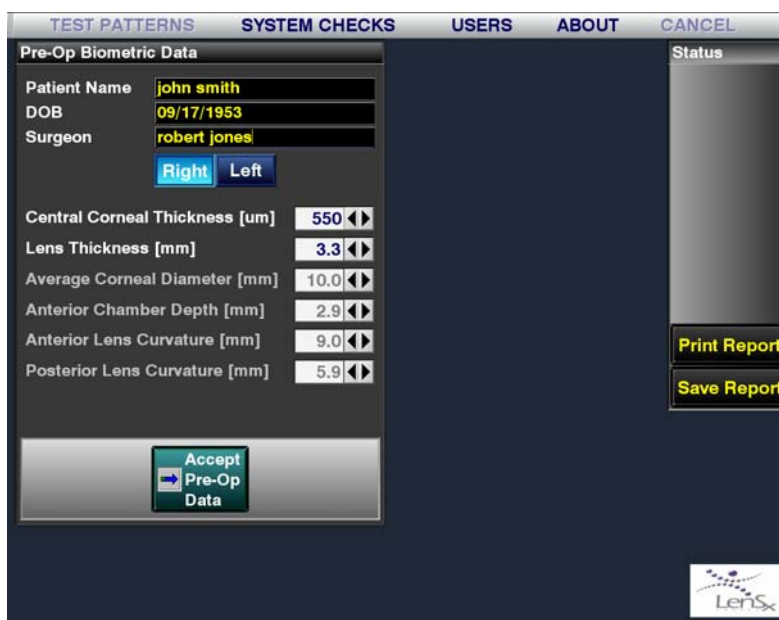 TEST PATTERNS SYSTEM CHECKS USERS ABOUT CANCEL
Pre-Op Biometric Data
Patient Name john smith
DOB 09/17/1953
Surgeon robert jones
Right Left
Central Corneal Thickness [um] 550
Lens Thickness [mm] 3.3
Average Corneal Diameter [mm] 10.0
Anterior Chamber Depth [mm] 2.9
Anterior Lens Curvature [mm] 9.0
Posterior Lens Curvature [mm] 5.9
Accept
Pre-Op
Data
Status
Print Report
Save Report
LenSx